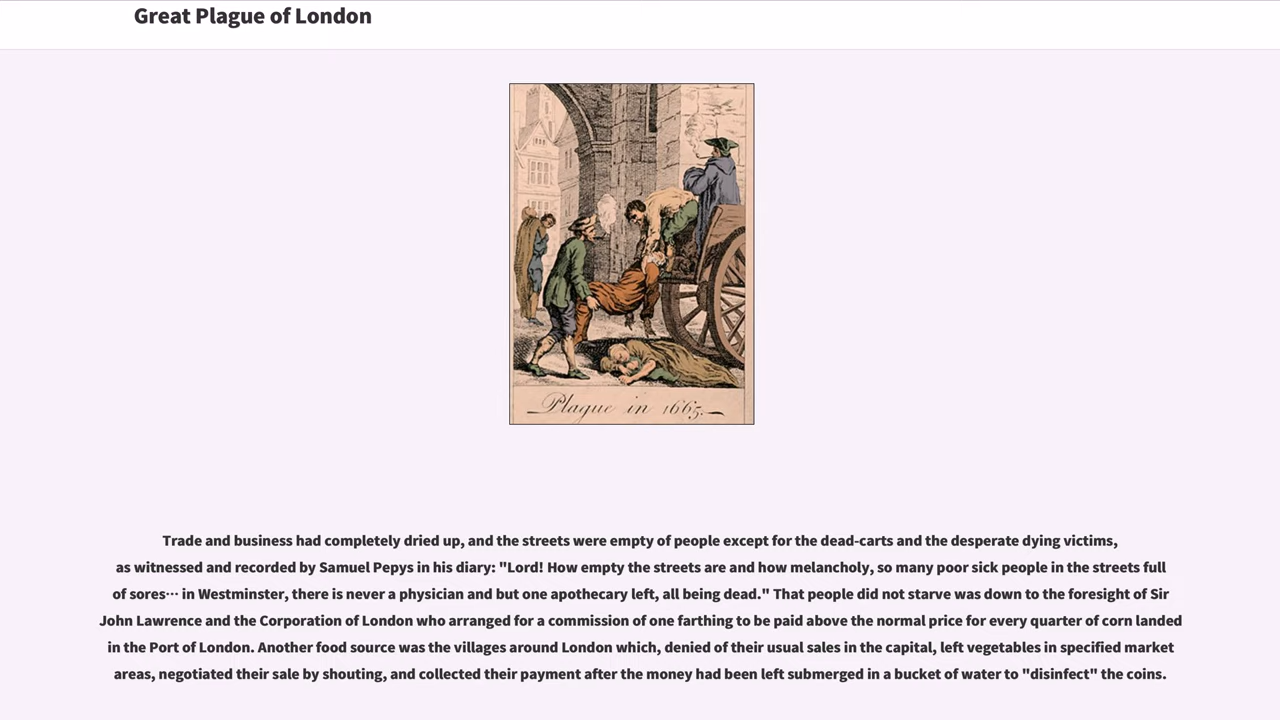 Great Plague of London
Plague in 1665.
Trade and business had completely dried up, and the streets were empty of people except for the dead-carts and the desperate dying victims,
as witnessed and recorded by Samuel Pepys in his diary: "Lord! How empty the streets are and how melancholy, so many poor sick people in the streets full
of sores… in Westminster, there is never a physician and but one apothecary left, all being dead." That people did not starve was down to the foresight of Sir
John Lawrence and the Corporation of London who arranged for a commission of one farthing to be paid above the normal price for every quarter of corn landed
in the Port of London. Another food source was the villages around London which, denied of their usual sales in the capital, left vegetables in specified market
areas, negotiated their sale by shouting, and collected their payment after the money had been left submerged in a bucket of water to "disinfect" the coins.